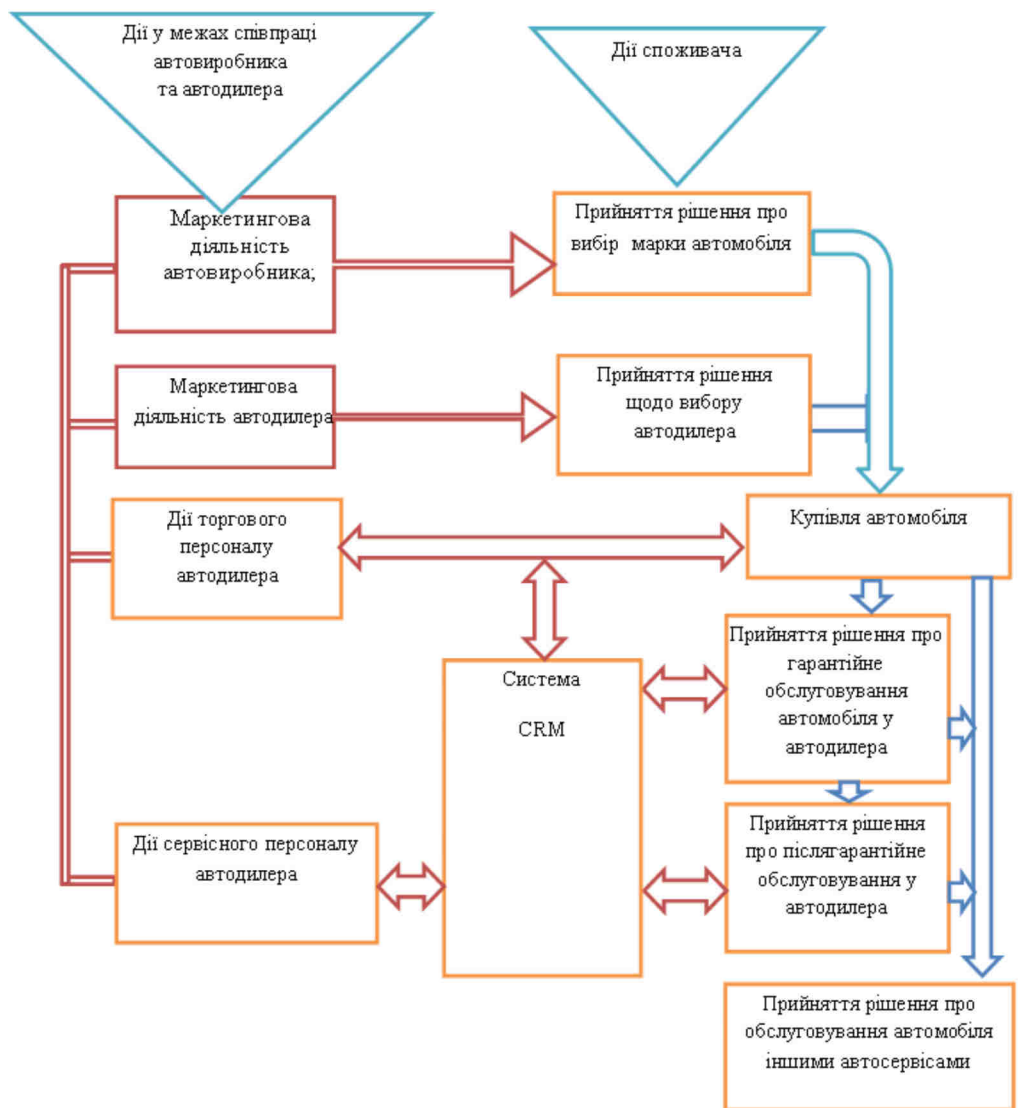 Дії у межах співпраці
автовиробника
та автодилера
Дії споживача
Маркетингова
діяльність
автовиробника;
Прийняття рішення про
вибір марки автомобіля
Маркетингова
діяльність автодилера
Прийняття рішення
щодо вибору
автодилера
Дії торгового
персоналу
автодилера
Купівля автомобіля
Система
CRM
Прийняття рішення про
гарантійне
обслуговування
автомобіля у
автодилера
Дії сервісного персоналу
автодилера
Прийняття рішення
про післягарантійне
обслуговування у
автодилера
Прийняття рішення про
обслуговування автомобіля
іншими автосервісами